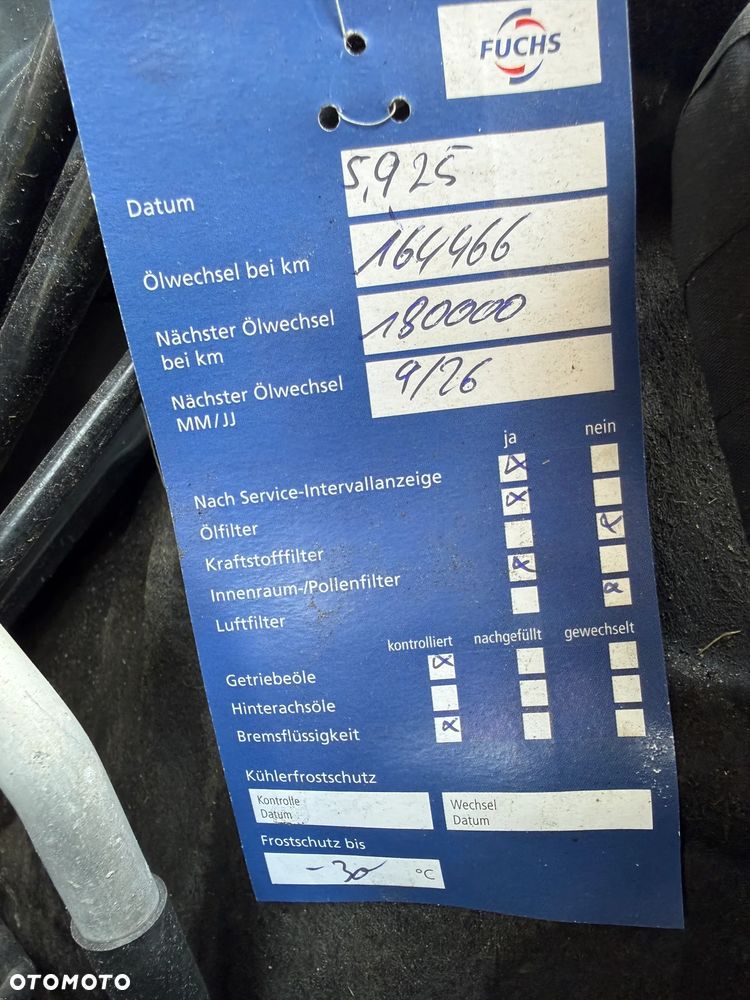 FUCHS
Datum 5,925
Ölwechsel bei km 164466
Nächster Ölwechsel
bei km 180000
Nächster Ölwechsel
MM/JJ 9/26
ja nein
Nach Service-Intervallanzeige
Ölfilter
Kraftstofffilter
Innenraum-/Pollenfilter
Luftfilter
kontrolliert nachgefüllt gewechselt
Getriebeöle
Hinterachsöle
Bremsflüssigkeit
Kühlerfrostschutz
Kontrolle
Datum
Wechsel
Datum
Frostschutz bis
-30 °C
OTOMOTO